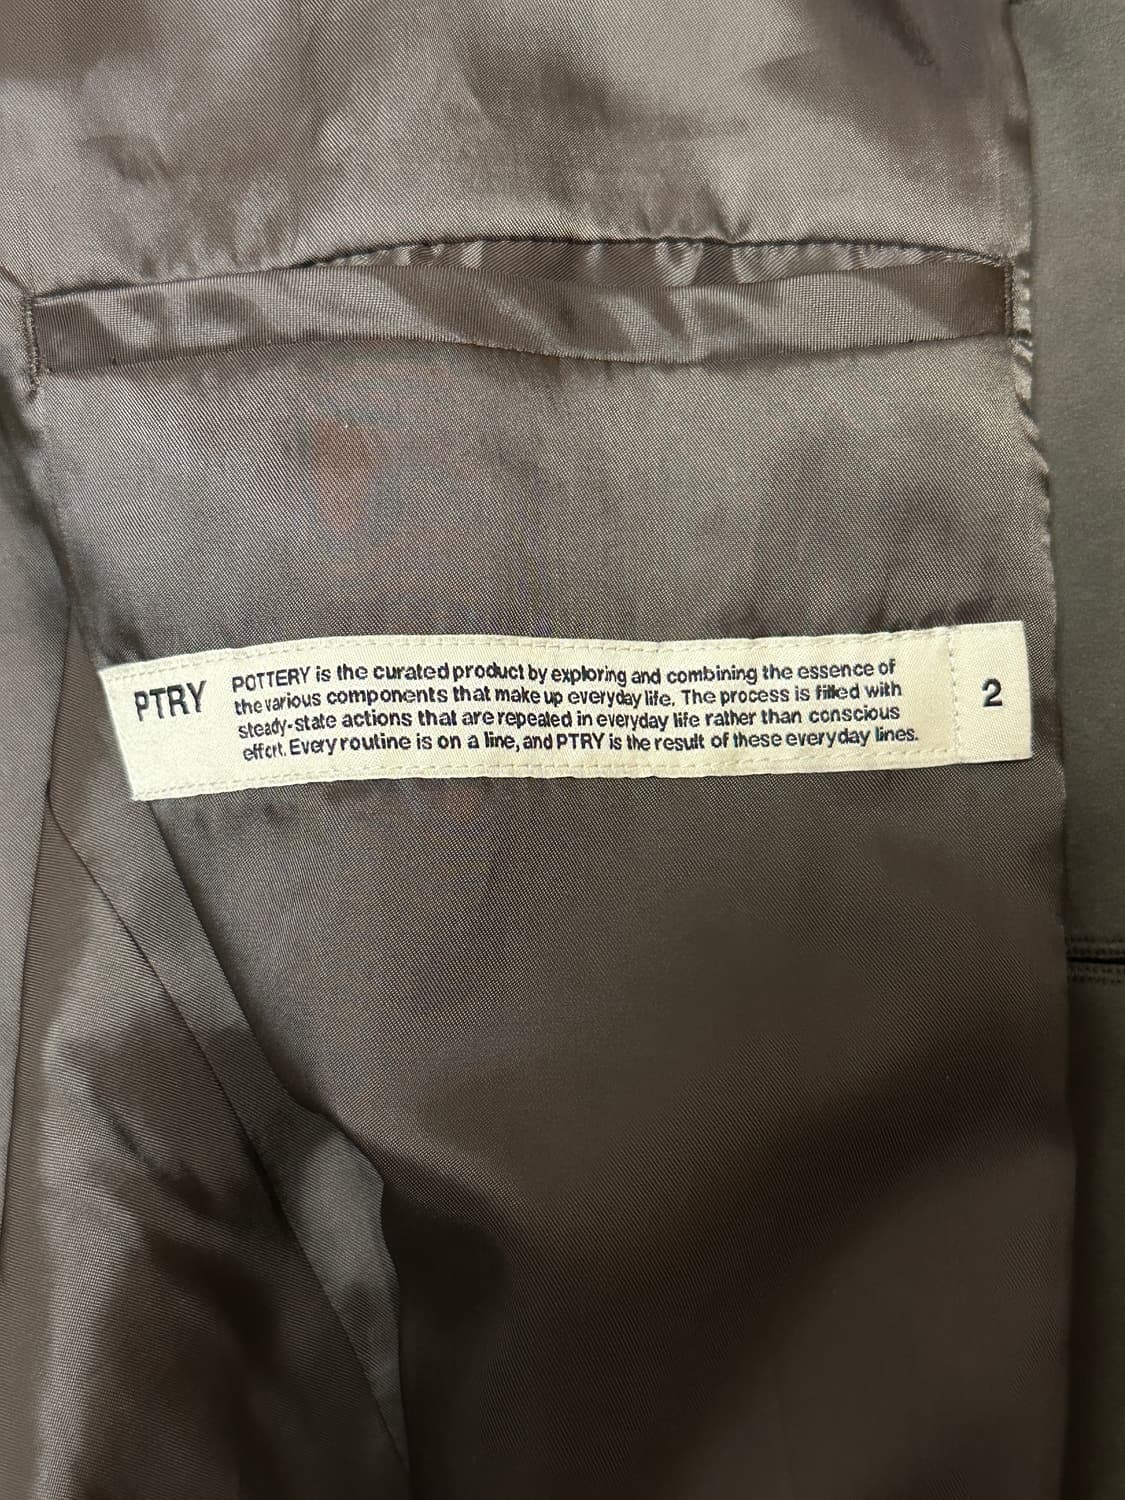 PTRY
POTTERY is the curated product by exploring and combining the essence of
the various components that make up everyday life. The process is filled with
steady-state actions that are repeated in everyday life rather than conscious
effort. Every routine is on a line, and PTRY is the result of these everyday lines.
2